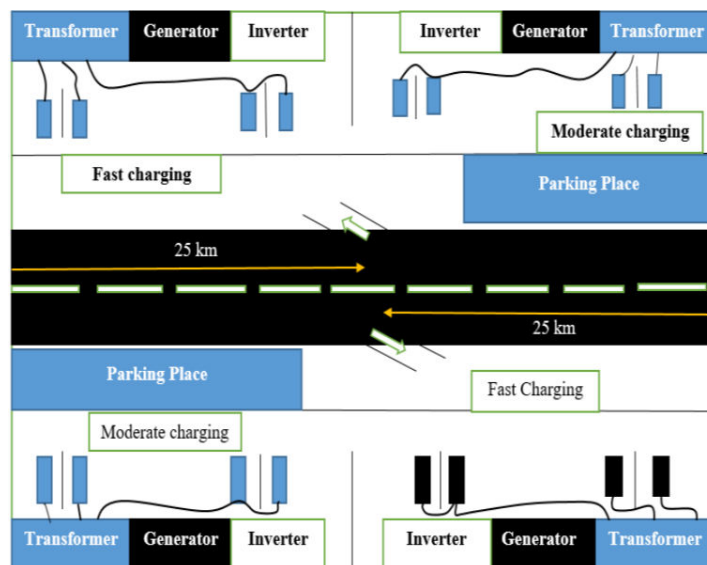 Transformer Generator Inverter
Inverter Generator Transformer
Moderate charging
Fast charging
Parking Place
25 km
25 km
Parking Place
Fast Charging
Moderate charging
Transformer Generator Inverter
Inverter Generator Transformer